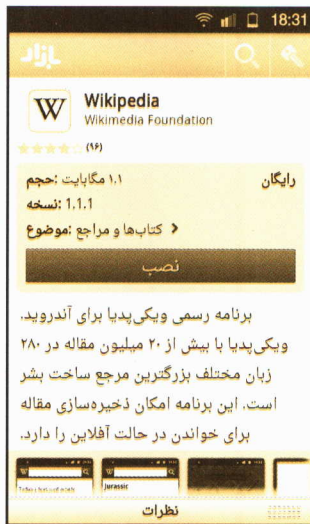 18:31
بازار
W
Wikipedia
Wikimedia Foundation
(۱۶)
رایگان
حجم: ۱.۱ مگابایت
نسخه: 1.1.1
موضوع: کتاب‌ها و مراجع
نصب
برنامه رسمی ویکی‌پدیا برای آندروید.
ویکی‌پدیا با بیش از ۲۰ میلیون مقاله در ۲۸۰
زبان مختلف بزرگترین مرجع ساخت بشر
است. این برنامه امکان ذخیره‌سازی مقاله
برای خواندن در حالت آفلاین را دارد.
W
W
Jurassic
نظرات